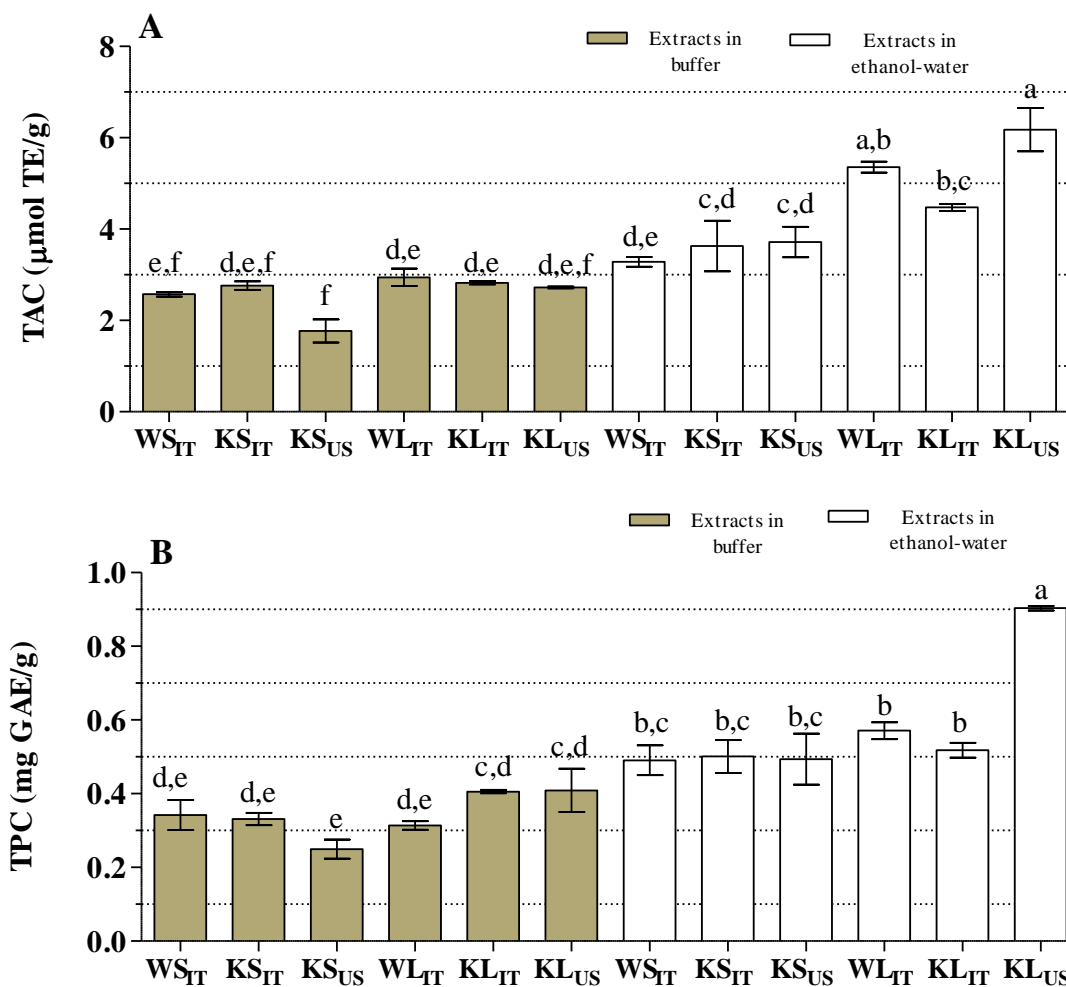 A
Extracts in
buffer
Extracts in
ethanol-water
TAC (μmol TE/g)
8
6
4
2
0
e,f d,e,f f d,e d,e d,e,f d,e c,d c,d a,b b,c a
WSIT KSIT KSUS WLIT KLIT KLUS WSIT KSIT KSUS WLIT KLIT KLUS
B
Extracts in
buffer
Extracts in
ethanol-water
TPC (mg GAE/g)
1.0
0.8
0.6
0.4
0.2
0.0
d,e d,e e d,e c,d c,d b,c b,c b,c b b a
WSIT KSIT KSUS WLIT KLIT KLUS WSIT KSIT KSUS WLIT KLIT KLUS